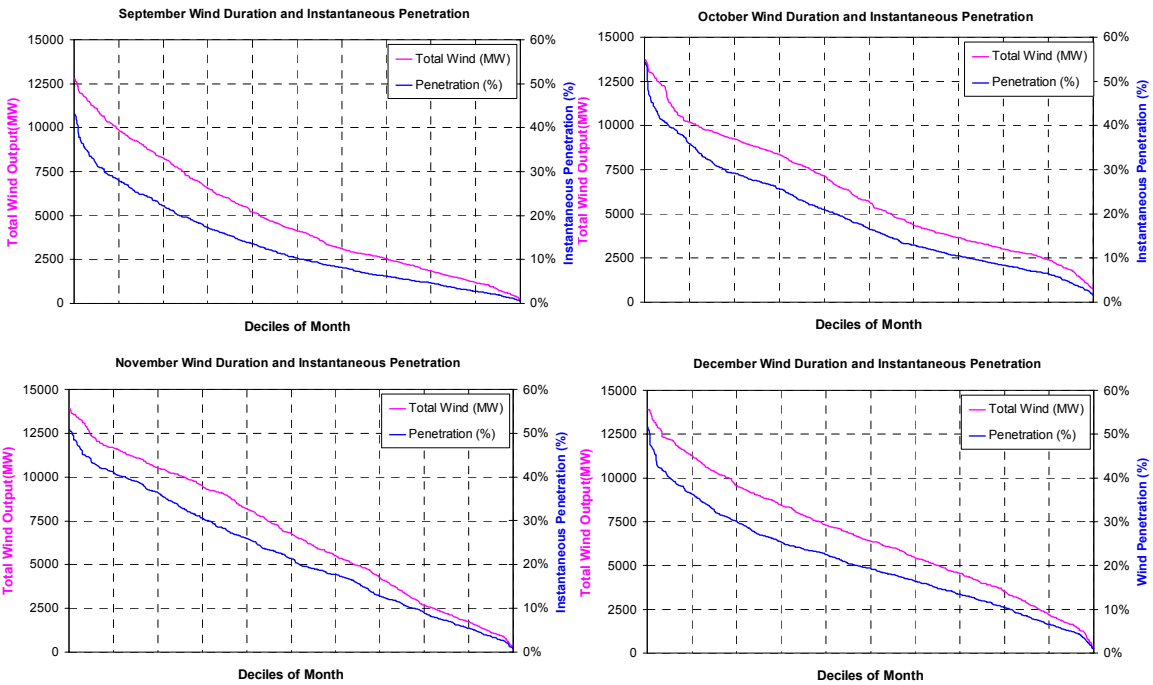 September Wind Duration and Instantaneous Penetration
Total Wind Output(MW)
15000
12500
10000
7500
5000
2500
0
Total Wind (MW)
Penetration (%)
60%
50%
40%
30%
20%
10%
0%
Instantaneous Penetration (%)
Deciles of Month
October Wind Duration and Instantaneous Penetration
Total Wind Output(MW)
15000
12500
10000
7500
5000
2500
0
Total Wind (MW)
Penetration (%)
60%
50%
40%
30%
20%
10%
0%
Instantaneous Penetration (%)
Deciles of Month
November Wind Duration and Instantaneous Penetration
Total Wind Output(MW)
15000
12500
10000
7500
5000
2500
0
Total Wind (MW)
Penetration (%)
60%
50%
40%
30%
20%
10%
0%
Instantaneous Penetration (%)
Deciles of Month
December Wind Duration and Instantaneous Penetration
Total Wind Output(MW)
15000
12500
10000
7500
5000
2500
0
Total Wind (MW)
Penetration (%)
60%
50%
40%
30%
20%
10%
0%
Wind Penetration (%)
Deciles of Month